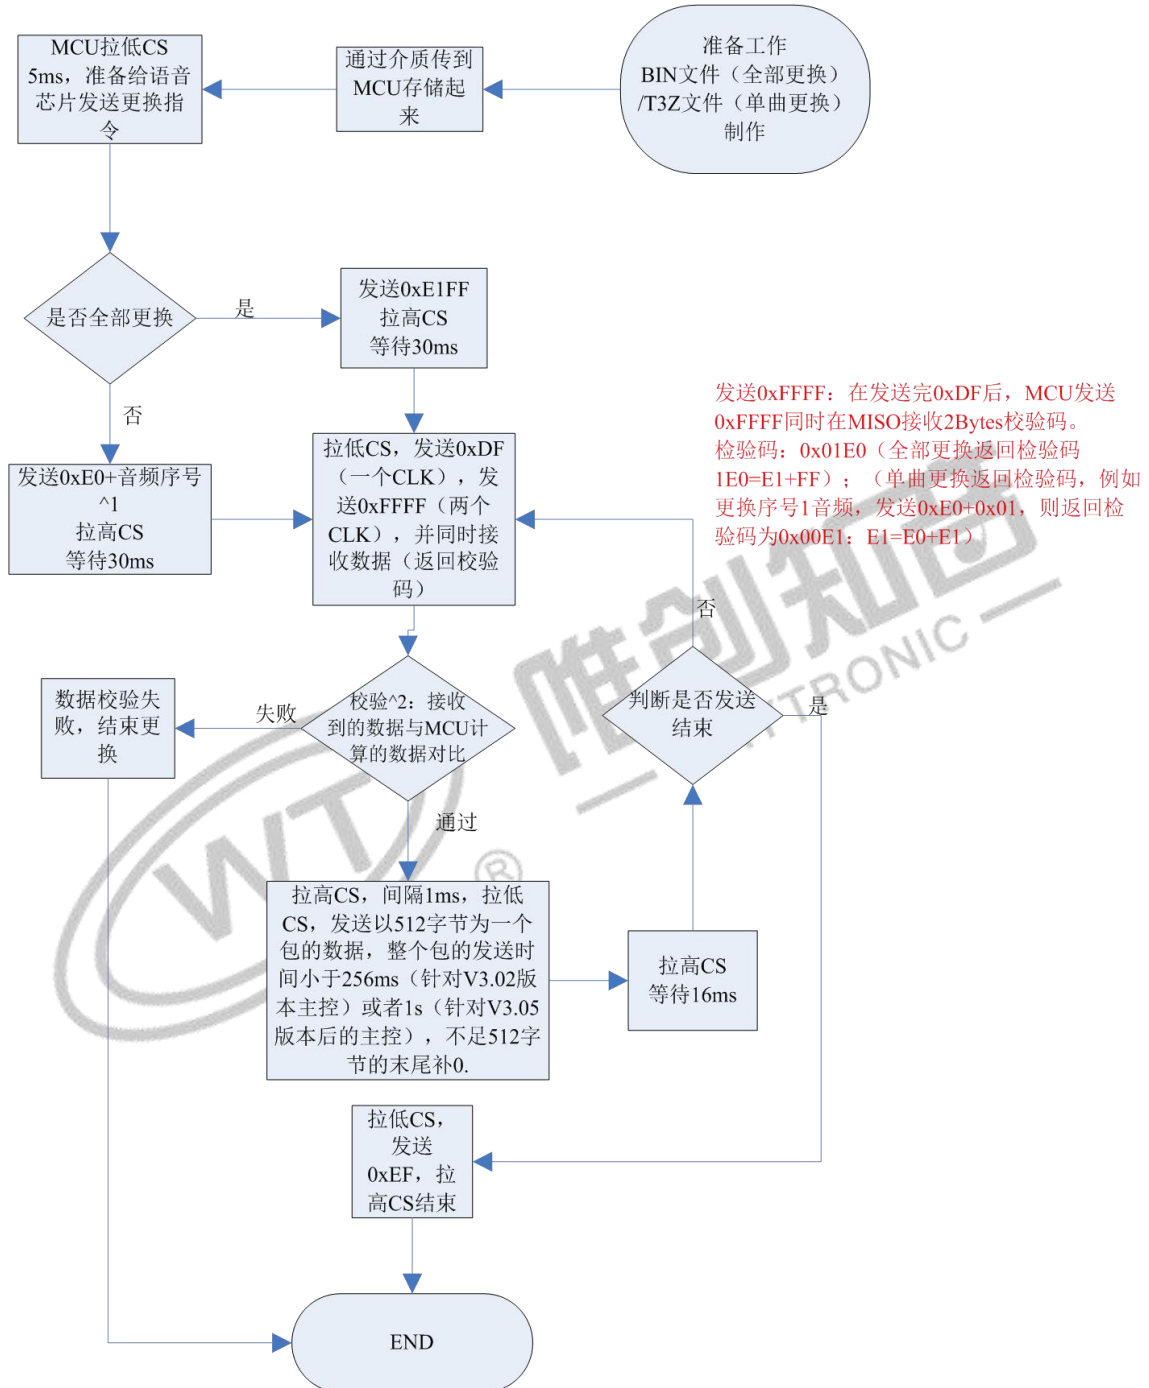 准备工作
BIN文件（全部更换）
/T3Z文件（单曲更换）
制作
通过介质传到
MCU存储起
来
MCU拉低CS
5ms，准备给语音
芯片发送更换指
令
是否全部更换
是
发送0xE1FF
拉高CS
等待30ms
否
发送0xE0+音频序号
^1
拉高CS
等待30ms
拉低CS，发送0xDF
（一个CLK），发
送0xFFFF（两个
CLK），并同时接
收数据（返回校验
码）
发送0xFFFF：在发送完0xDF后，MCU发送
0xFFFF同时在MISO接收2Bytes校验码。
检验码：0x01E0（全部更换返回检验码
1E0=E1+FF）；（单曲更换返回检验码，例如
更换序号1音频，发送0xE0+0x01，则返回检
验码为0x00E1：E1=E0+E1）
校验^2：接收
到的数据与MCU计
算的数据对比
失败
数据校验失
败，结束更
换
通过
拉高CS，间隔1ms，拉低
CS，发送以512字节为一个
包的数据，整个包的发送时
间小于256ms（针对V3.02版
本主控）或者1s（针对V3.05
版本后的主控），不足512字
节的末尾补0.
拉高CS
等待16ms
判断是否发送
结束
否
是
拉低CS，
发送
0xEF，拉
高CS结束
END
WT
®
唯创知音